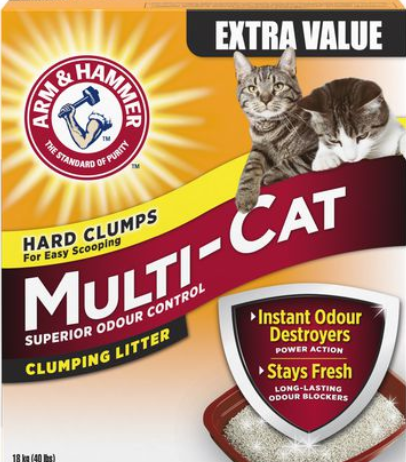 EXTRA VALUE
ARM & HAMMER
THE STANDARD OF PURITY
TM
TM
HARD CLUMPS
For Easy Scooping
MULTI-CAT
SUPERIOR ODOUR CONTROL
CLUMPING LITTER
Instant Odour
Destroyers
POWER ACTION
Stays Fresh
LONG-LASTING
ODOUR BLOCKERS
18 kg (40 lbs)